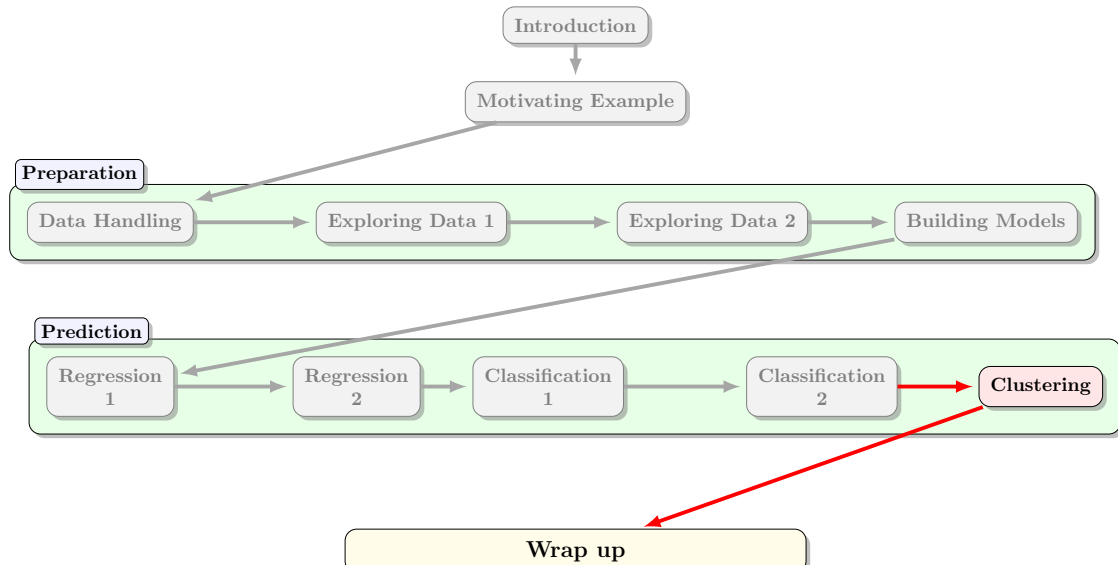 Introduction
Motivating Example
Preparation
Data Handling
Exploring Data 1
Exploring Data 2
Building Models
Prediction
Regression
1
Regression
2
Classification
1
Classification
2
Clustering
Wrap up